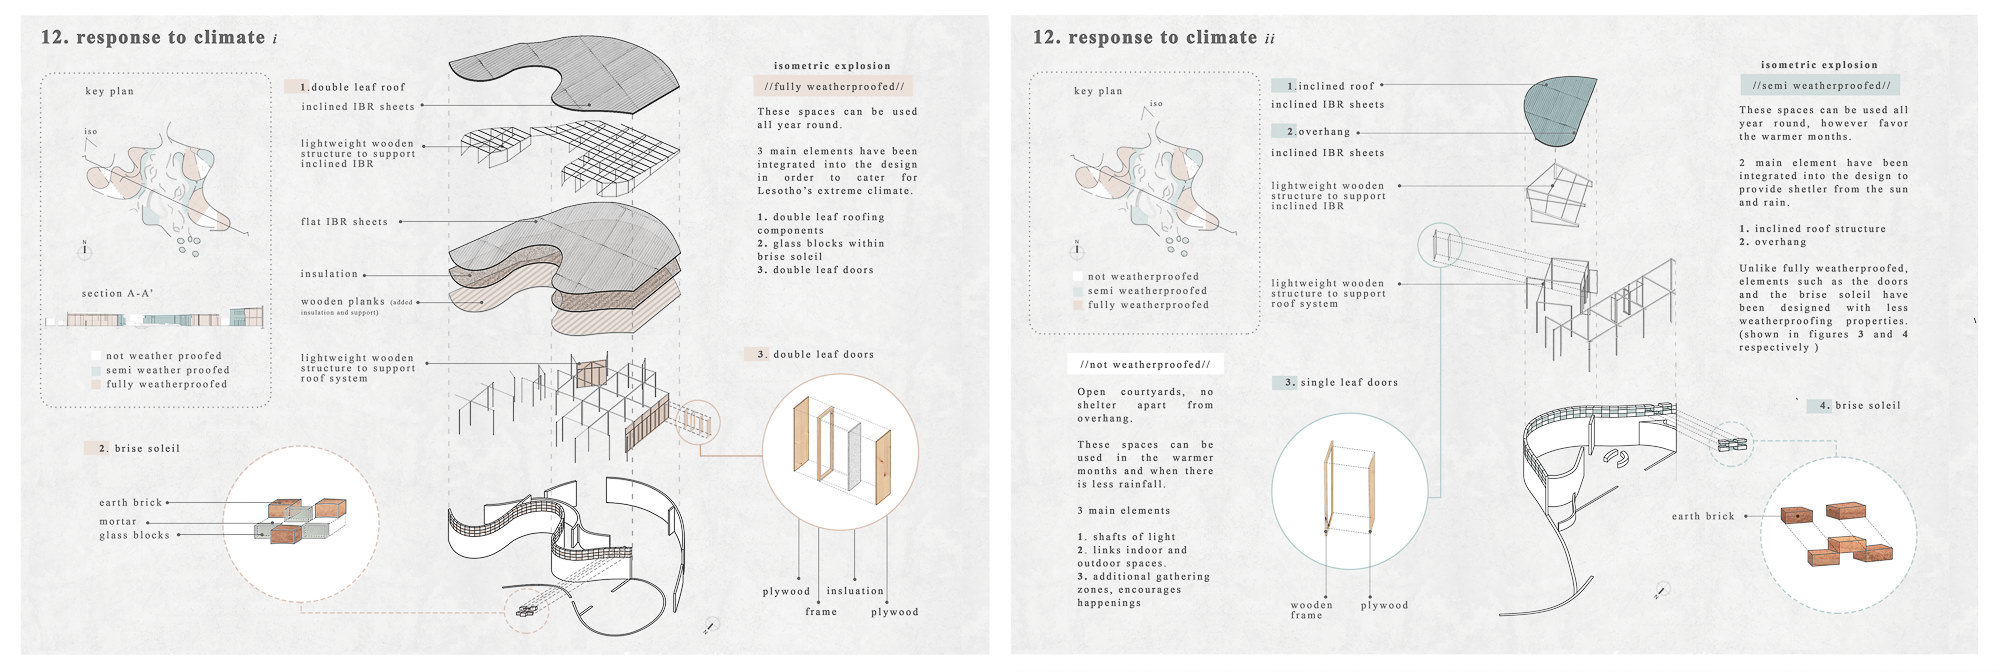 12. response to climate i
key plan
iso
N
section A-A'
not weather proofed
semi weather proofed
fully weatherproofed
1.double leaf roof
inclined IBR sheets
lightweight wooden
structure to support
inclined IBR
flat IBR sheets
insulation
wooden planks (added
insulation and support)
lightweight wooden
structure to support
roof system
2. brise soleil
earth brick
mortar
glass blocks
isometric explosion
//fully weatherproofed//
These spaces can be used
all year round.
3 main elements have been
integrated into the design
in order to cater for
Lesotho's extreme climate.
1. double leaf roofing
components
2. glass blocks within
brise soleil
3. double leaf doors
3. double leaf doors
plywood
frame
insluation
plywood
N
12. response to climate ii
key plan
iso
N
not weatherproofed
semi weatherproofed
fully weatherproofed
//not weatherproofed//
Open courtyards, no
shelter apart from
overhang.
These spaces can be
used in the warmer
months and when there
is less rainfall.
3 main elements
1. shafts of light
2. links indoor and
outdoor spaces.
3. additional gathering
zones, encourages
happenings
1.inclined roof
inclined IBR sheets
2.overhang
inclined IBR sheets
lightweight wooden
structure to support
inclined IBR
lightweight wooden
structure to support
roof system
3. single leaf doors
wooden
frame
plywood
isometric explosion
//semi weatherproofed//
These spaces can be used all
year round, however favor
the warmer months.
2 main element have been
integrated into the design to
provide shetler from the sun
and rain.
1. inclined roof structure
2. overhang
Unlike fully weatherproofed,
elements such as the doors
and the brise soleil have
been designed with less
weatherproofing properties.
(shown in figures 3 and 4
respectively )
4. brise soleil
earth brick
N